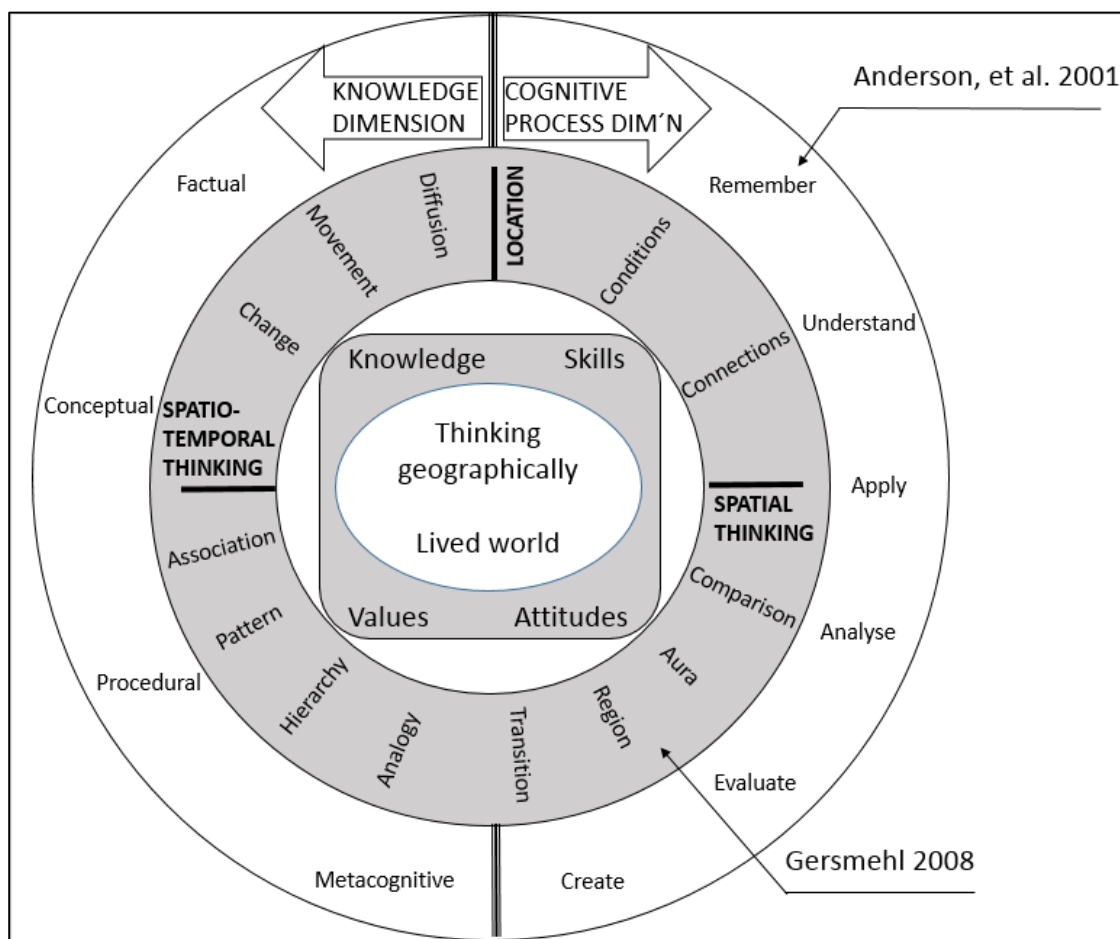 KNOWLEDGE
DIMENSION
COGNITIVE
PROCESS DIM´N
Anderson, et al. 2001
Factual
Remember
Diffusion
Movement
Change
LOCATION
Conditions
Connections
Understand
Knowledge
Skills
Conceptual
SPATIO-
TEMPORAL
THINKING
Thinking
geographically
Lived world
Apply
SPATIAL
THINKING
Association
Pattern
Hierarchy
Analogy
Transition
Region
Aura
Comparison
Values
Attitudes
Analyse
Procedural
Evaluate
Gersmehl 2008
Metacognitive
Create